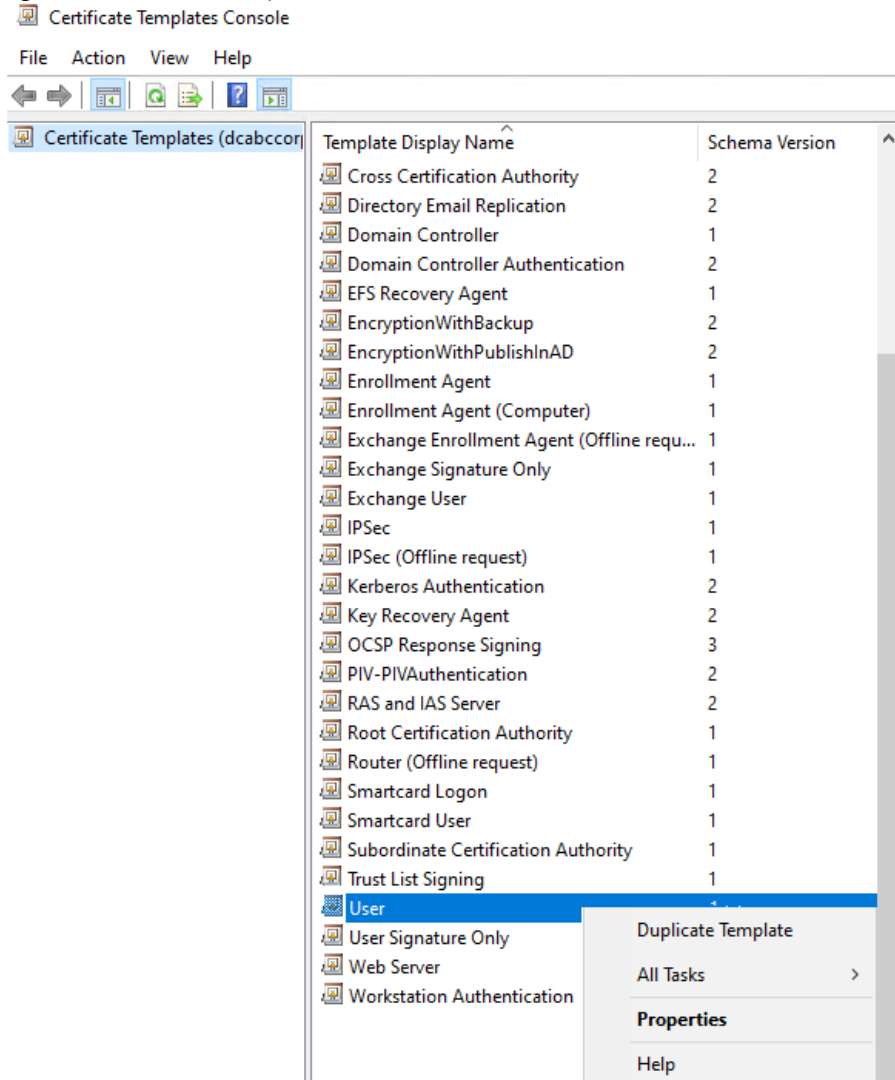 Certificate Templates Console
File Action View Help
Certificate Templates (dcabccor
Template Display Name Schema Version
Cross Certification Authority 2
Directory Email Replication 2
Domain Controller 1
Domain Controller Authentication 2
EFS Recovery Agent 1
EncryptionWithBackup 2
EncryptionWithPublishInAD 2
Enrollment Agent 1
Enrollment Agent (Computer) 1
Exchange Enrollment Agent (Offline requ... 1
Exchange Signature Only 1
Exchange User 1
IPSec 1
IPSec (Offline request) 1
Kerberos Authentication 2
Key Recovery Agent 2
OCSP Response Signing 3
PIV-PIVAuthentication 2
RAS and IAS Server 2
Root Certification Authority 1
Router (Offline request) 1
Smartcard Logon 1
Smartcard User 1
Subordinate Certification Authority 1
Trust List Signing 1
User
User Signature Only
Web Server
Workstation Authentication
Duplicate Template
All Tasks >
Properties
Help